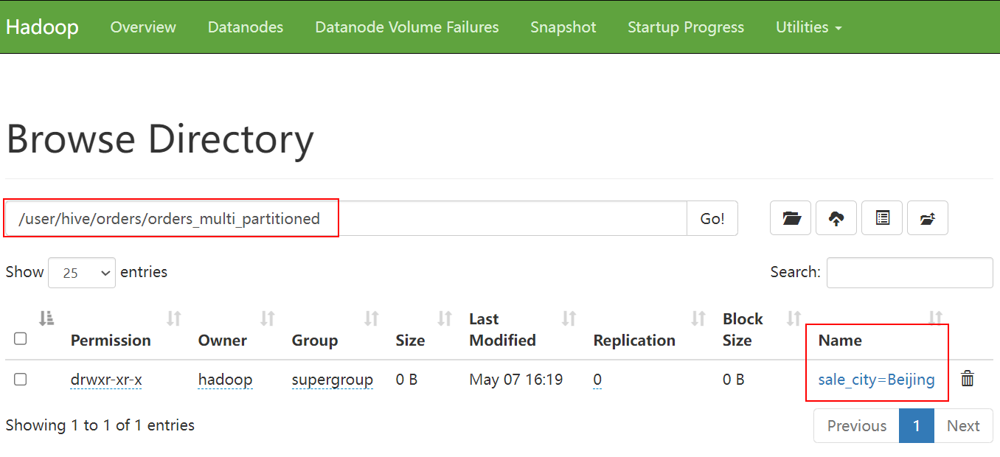 Hadoop Overview Datanodes Datanode Volume Failures Snapshot Startup Progress Utilities
Browse Directory
/user/hive/orders/orders_multi_partitioned Go!
Show 25 entries Search:
Permission Owner Group Size Last Modified Replication Block Size Name
drwxr-xr-x hadoop supergroup 0 B May 07 16:19 0 0 B sale_city=Beijing
Showing 1 to 1 of 1 entries Previous 1 Next